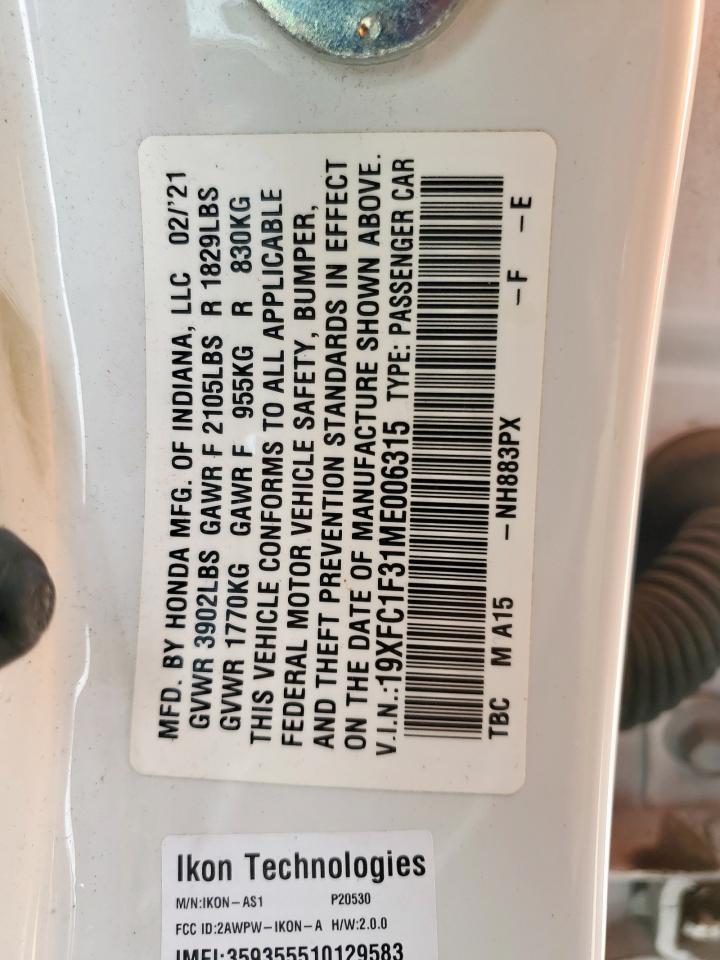 MFD. BY HONDA MFG. OF INDIANA, LLC 02/'21
GVWR 3902LBS GAWR F 2105LBS R 1829LBS
GVWR 1770KG GAWR F 955KG R 830KG
THIS VEHICLE CONFORMS TO ALL APPLICABLE
FEDERAL MOTOR VEHICLE SAFETY, BUMPER,
AND THEFT PREVENTION STANDARDS IN EFFECT
ON THE DATE OF MANUFACTURE SHOWN ABOVE.
V.I.N.:19XFC1F31ME006315 TYPE: PASSENGER CAR
TBC M A15 -NH883PX -F -E
Ikon Technologies
M/N:IKON-AS1 P20530
FCC ID:2AWPW-IKON-A H/W:2.0.0
IMEI:359355510129583